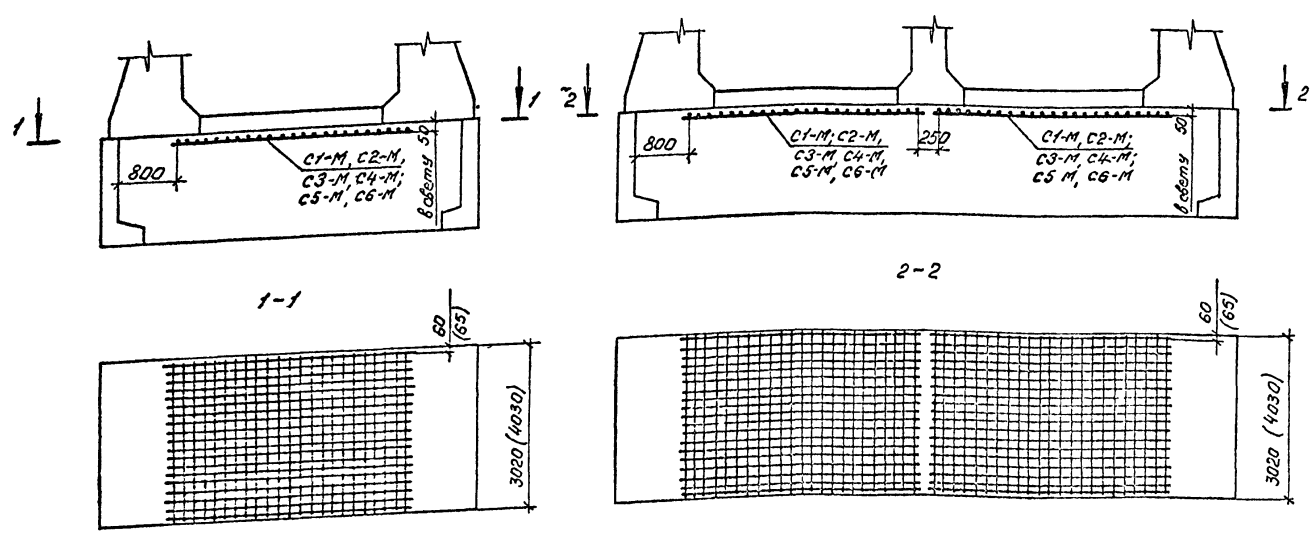 1
1
~2
2
800
С1-М, С2-М,
С3-М, С4-М;
С5-М, С6-М
50
в свету
800
С1-М; С2-М,
С3-М, С4-М,
С5-М, С6-М
250
С1-М, С2-М;
С3-М, С4-М;
С5-М, С6-М
50
в свету
1-1
2-2
60
(65)
3020 (4030)
60
(65)
3020 (4030)